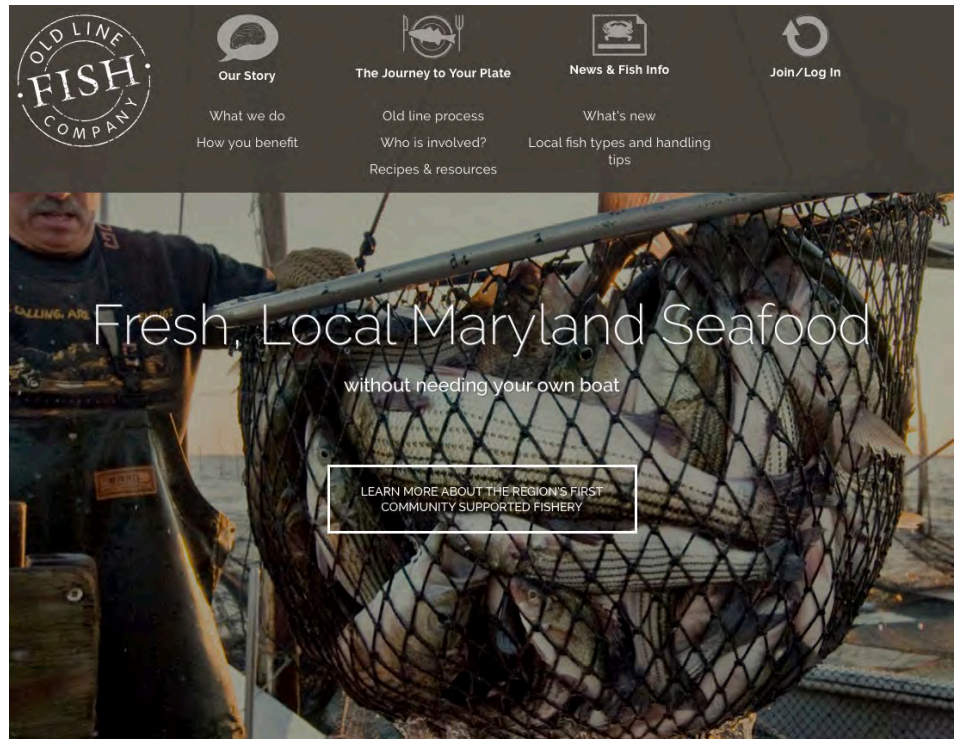 OLD LINE
FISH
COMPANY
Our Story
What we do
How you benefit
The Journey to Your Plate
Old line process
Who is involved?
Recipes & resources
News & Fish Info
What's new
Local fish types and handling
tips
Join/Log In
CALLING, ARE
Fresh, Local Maryland Seafood
without needing your own boat
LEARN MORE ABOUT THE REGION'S FIRST
COMMUNITY SUPPORTED FISHERY